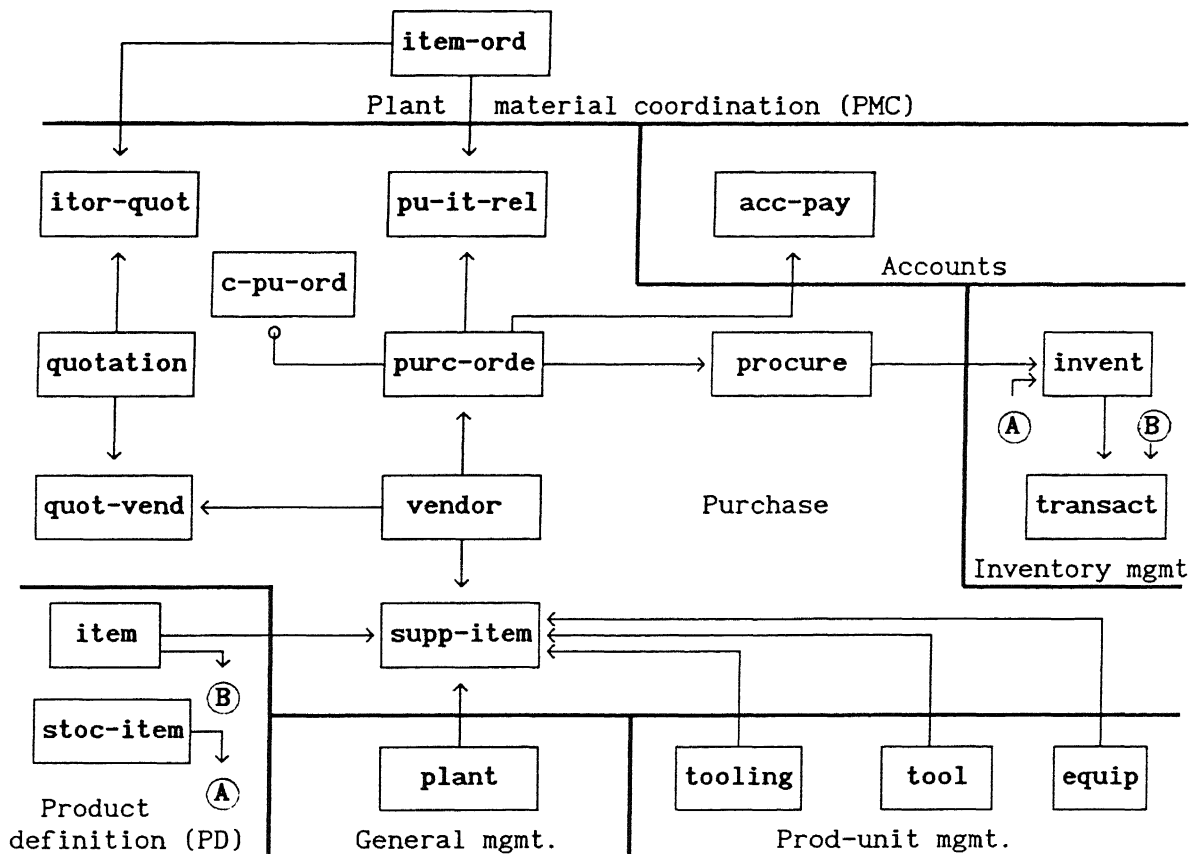 item-ord
Plant material coordination (PMC)
itor-quot
pu-it-rel
acc-pay
c-pu-ord
Accounts
quotation
purc-orde
procure
invent
A
B
quot-vend
vendor
Purchase
transact
Inventory mgmt
item
supp-item
B
stoc-item
plant
tooling
tool
equip
A
Product
definition (PD)
General mgmt.
Prod-unit mgmt.